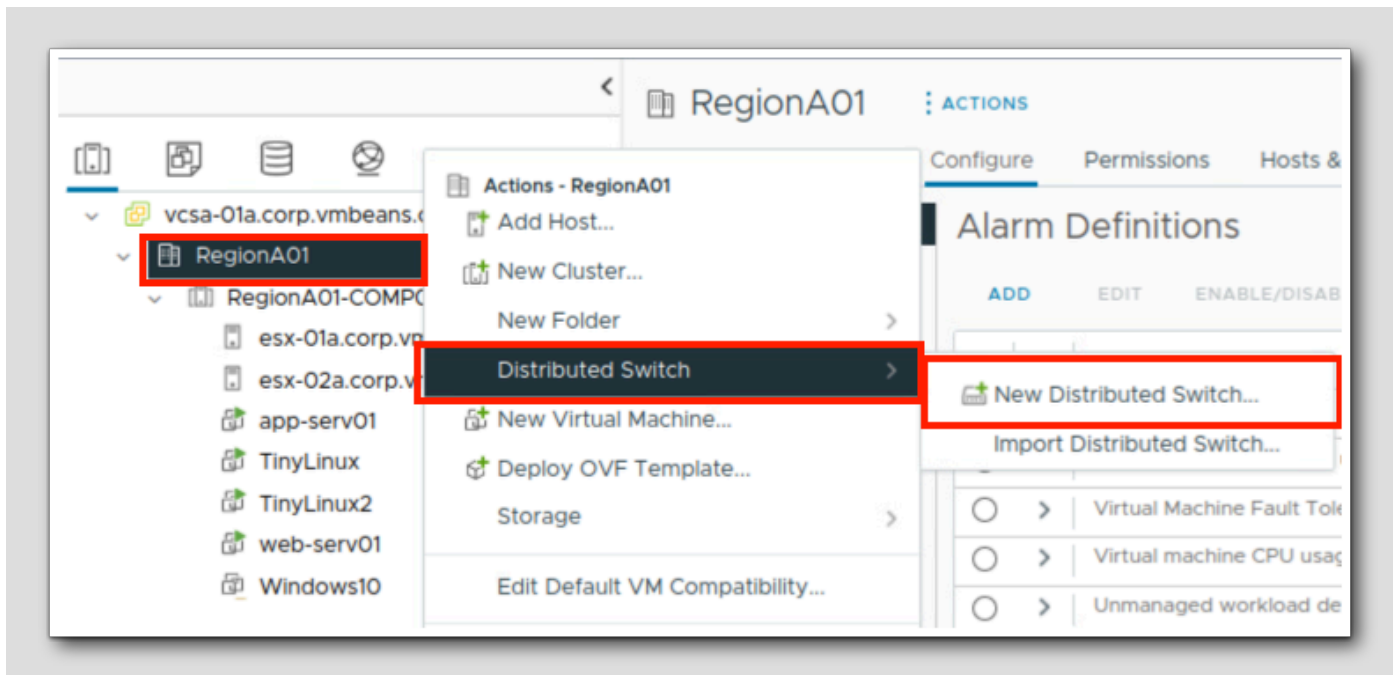 RegionA01
ACTIONS
Configure Permissions Hosts &
vcsa-01a.corp.vmbeans.
RegionA01
RegionA01-COMP
esx-01a.corp.vm
esx-02a.corp.v
app-serv01
TinyLinux
TinyLinux2
web-serv01
Windows10
Actions - RegionA01
Add Host...
New Cluster...
New Folder
Distributed Switch
New Virtual Machine...
Deploy OVF Template...
Storage
Edit Default VM Compatibility...
New Distributed Switch...
Import Distributed Switch...
Alarm Definitions
ADD EDIT ENABLE/DISAB
Virtual Machine Fault Tole
Virtual machine CPU usag
Unmanaged workload de